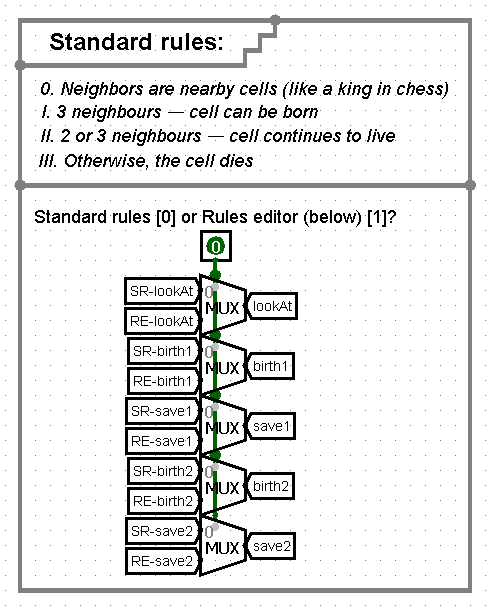 Standard rules:
0. Neighbors are nearby cells (like a king in chess)
I. 3 neighbours — cell can be born
II. 2 or 3 neighbours — cell continues to live
III. Otherwise, the cell dies
Standard rules [0] or Rules editor (below) [1]?
0
SR-lookAt
0
MUX
lookAt
RE-lookAt
SR-birth1
0
MUX
birth1
RE-birth1
SR-save1
0
MUX
save1
RE-save1
SR-birth2
0
MUX
birth2
RE-birth2
SR-save2
0
MUX
save2
RE-save2